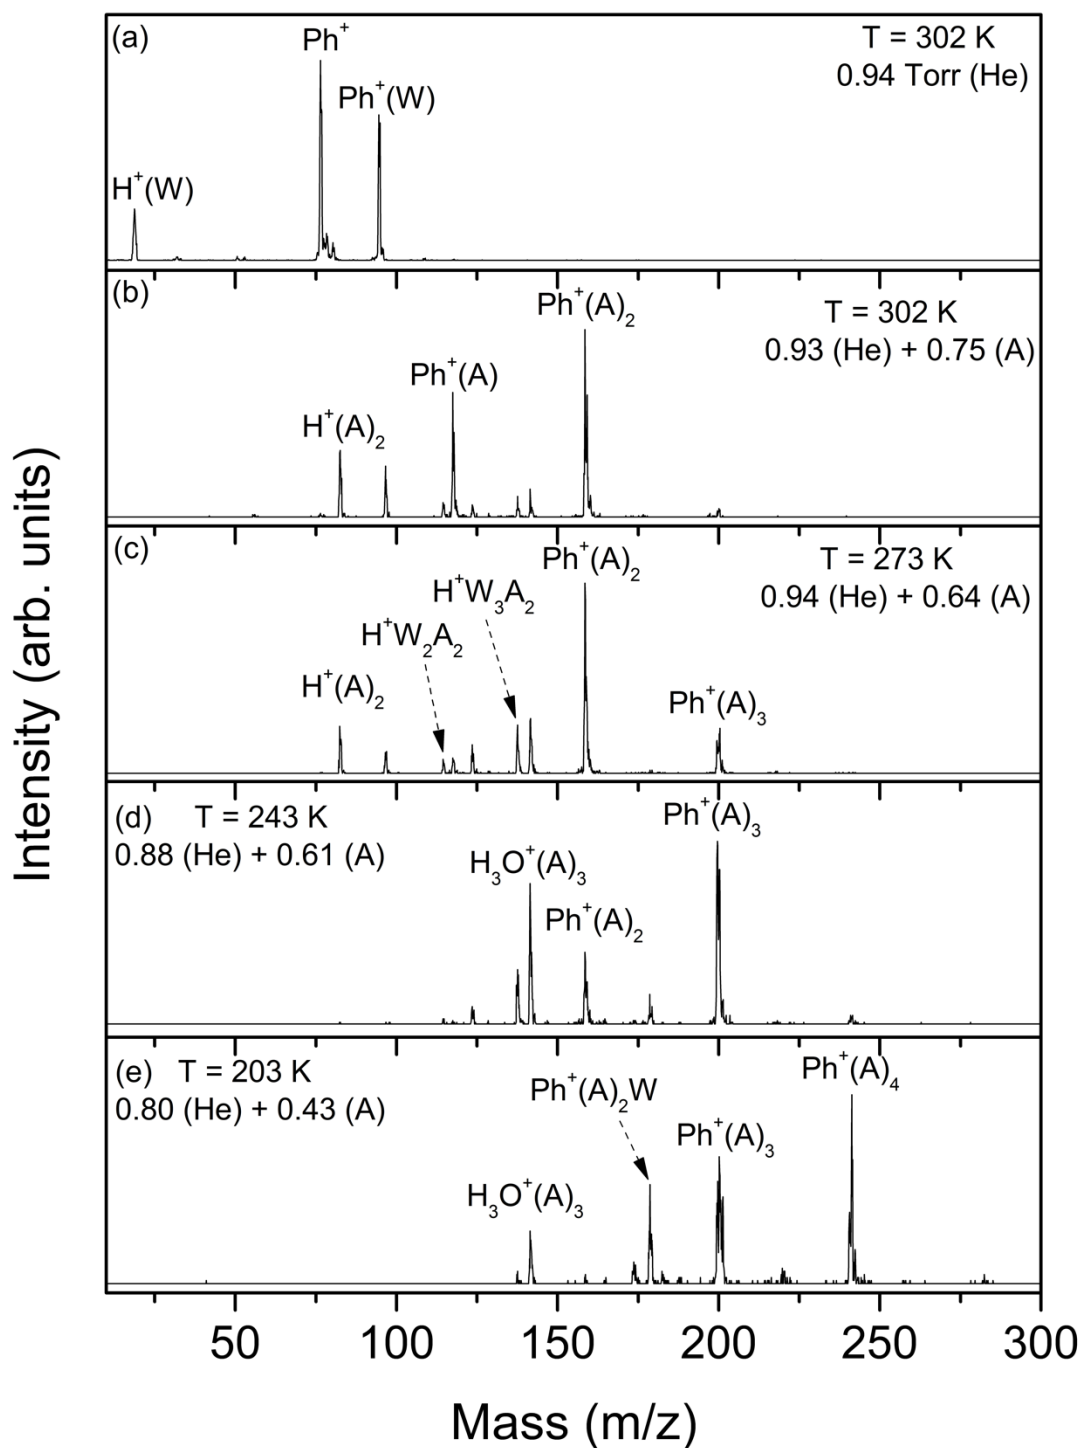 Intensity (arb. units)
(a)
Ph⁺
T = 302 K
0.94 Torr (He)
Ph⁺(W)
H⁺(W)
(b)
Ph⁺(A)₂
T = 302 K
0.93 (He) + 0.75 (A)
Ph⁺(A)
H⁺(A)₂
(c)
Ph⁺(A)₂
T = 273 K
0.94 (He) + 0.64 (A)
H⁺W₃A₂
H⁺W₂A₂
H⁺(A)₂
Ph⁺(A)₃
(d) T = 243 K
0.88 (He) + 0.61 (A)
Ph⁺(A)₃
H₃O⁺(A)₃
Ph⁺(A)₂
(e) T = 203 K
0.80 (He) + 0.43 (A)
Ph⁺(A)₄
Ph⁺(A)₂W
Ph⁺(A)₃
H₃O⁺(A)₃
50 100 150 200 250 300
Mass (m/z)